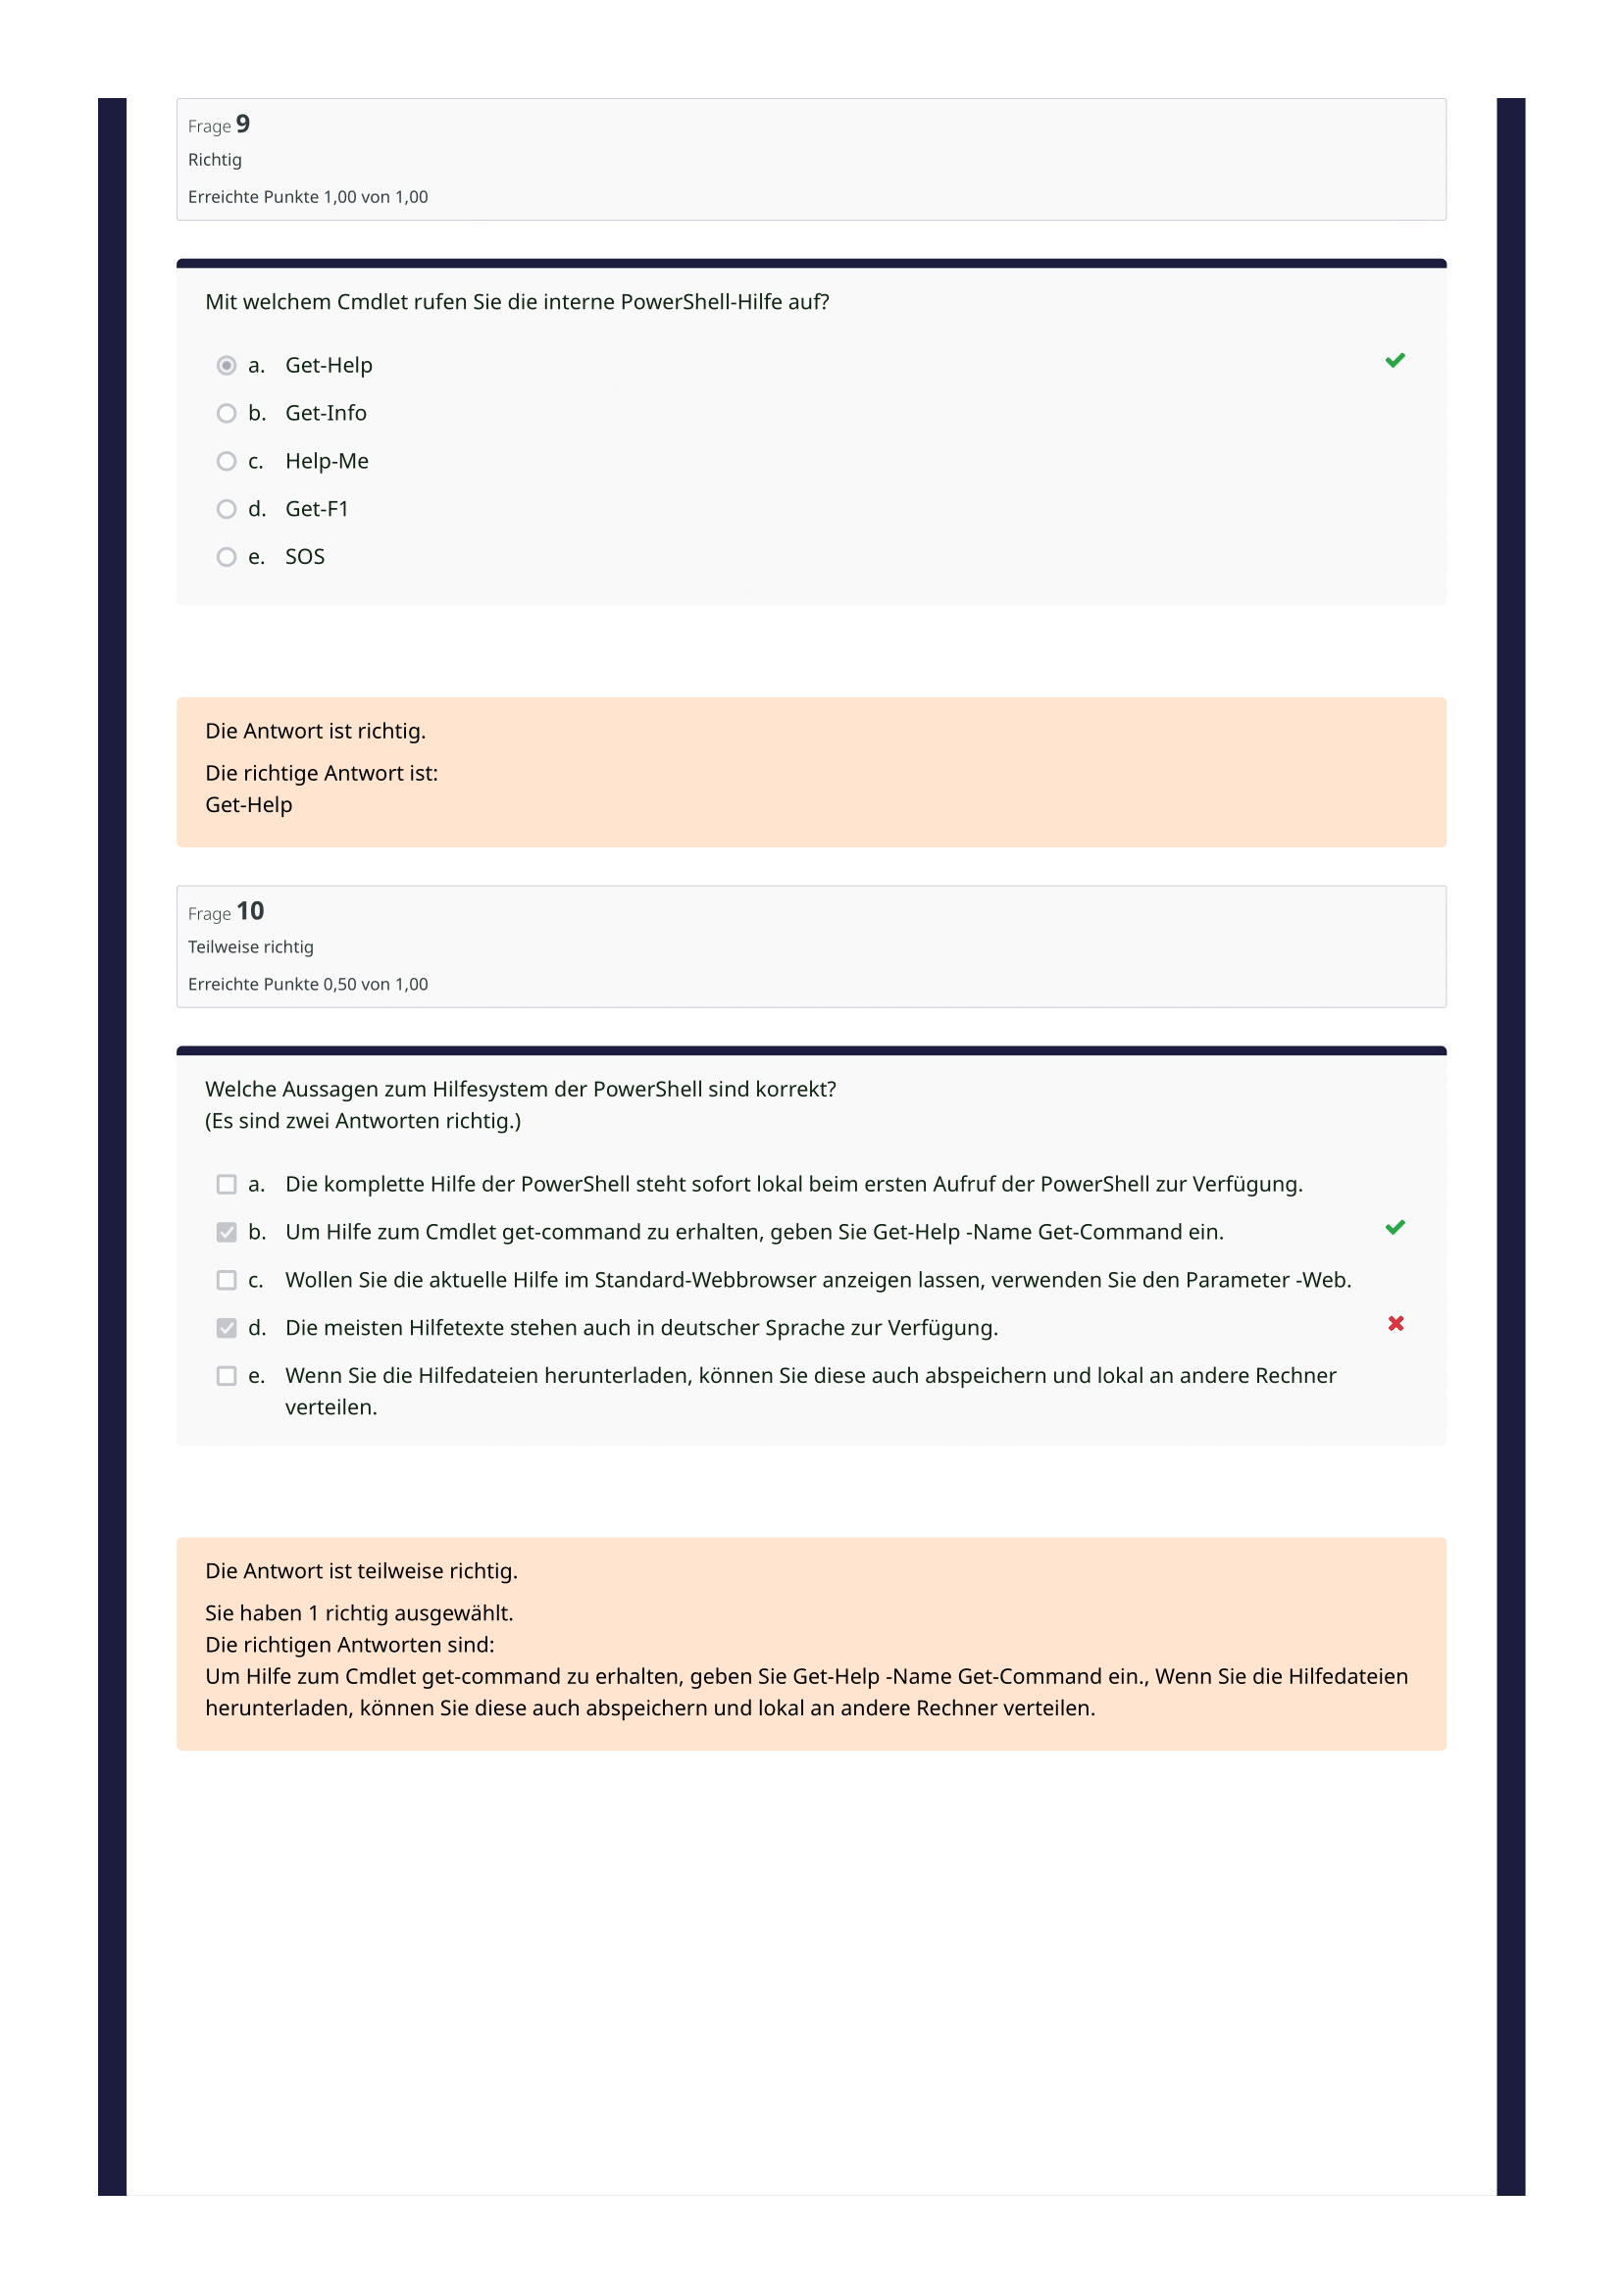 Frage 9
Richtig
Erreichte Punkte 1,00 von 1,00
Mit welchem Cmdlet rufen Sie die interne PowerShell-Hilfe auf?
a. Get-Help
b. Get-Info
c. Help-Me
d. Get-F1
e. SOS
Die Antwort ist richtig.
Die richtige Antwort ist:
Get-Help
Frage 10
Teilweise richtig
Erreichte Punkte 0,50 von 1,00
Welche Aussagen zum Hilfesystem der PowerShell sind korrekt?
(Es sind zwei Antworten richtig.)
a. Die komplette Hilfe der PowerShell steht sofort lokal beim ersten Aufruf der PowerShell zur Verfügung.
b. Um Hilfe zum Cmdlet get-command zu erhalten, geben Sie Get-Help -Name Get-Command ein.
c. Wollen Sie die aktuelle Hilfe im Standard-Webbrowser anzeigen lassen, verwenden Sie den Parameter -Web.
d. Die meisten Hilfetexte stehen auch in deutscher Sprache zur Verfügung.
e. Wenn Sie die Hilfedateien herunterladen, können Sie diese auch abspeichern und lokal an andere Rechner
verteilen.
Die Antwort ist teilweise richtig.
Sie haben 1 richtig ausgewählt.
Die richtigen Antworten sind:
Um Hilfe zum Cmdlet get-command zu erhalten, geben Sie Get-Help -Name Get-Command ein., Wenn Sie die Hilfedateien
herunterladen, können Sie diese auch abspeichern und lokal an andere Rechner verteilen.